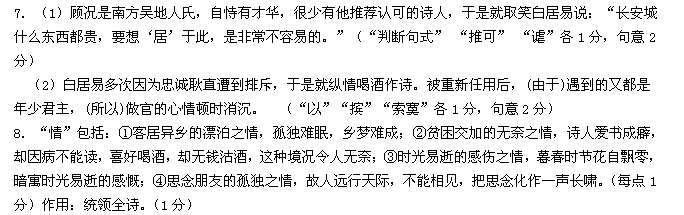 7. （1）顾况是南方吴地人氏，自恃有才华，很少有他推荐认可的诗人，于是就取笑白居易说：“长安城
什么东西都贵，要想‘居’于此，是非常不容易的。”（“判断句式” “推可” “谑”各1分，句意2
分）
（2）白居易多次因为忠诚耿直遭到排斥，于是就纵情喝酒作诗。被重新任用后，(由于)遇到的又都是
年少君主，(所以)做官的心情顿时消沉。 （“以”“摈”“索寞”各1分，句意2分）
8. “情”包括：①客居异乡的漂泊之情，孤独难眠，乡梦难成；②贫困交加的无奈之情，诗人爱书成癖，
却因病不能读，喜好喝酒，却无钱沽酒，这种境况令人无奈；③时光易逝的感伤之情，暮春时节花自飘零，
暗寓时光易逝的感慨；④思念朋友的孤独之情，故人远行天际，不能相见，把思念化作一声长啸。（每点1
分）作用：统领全诗。（1分）